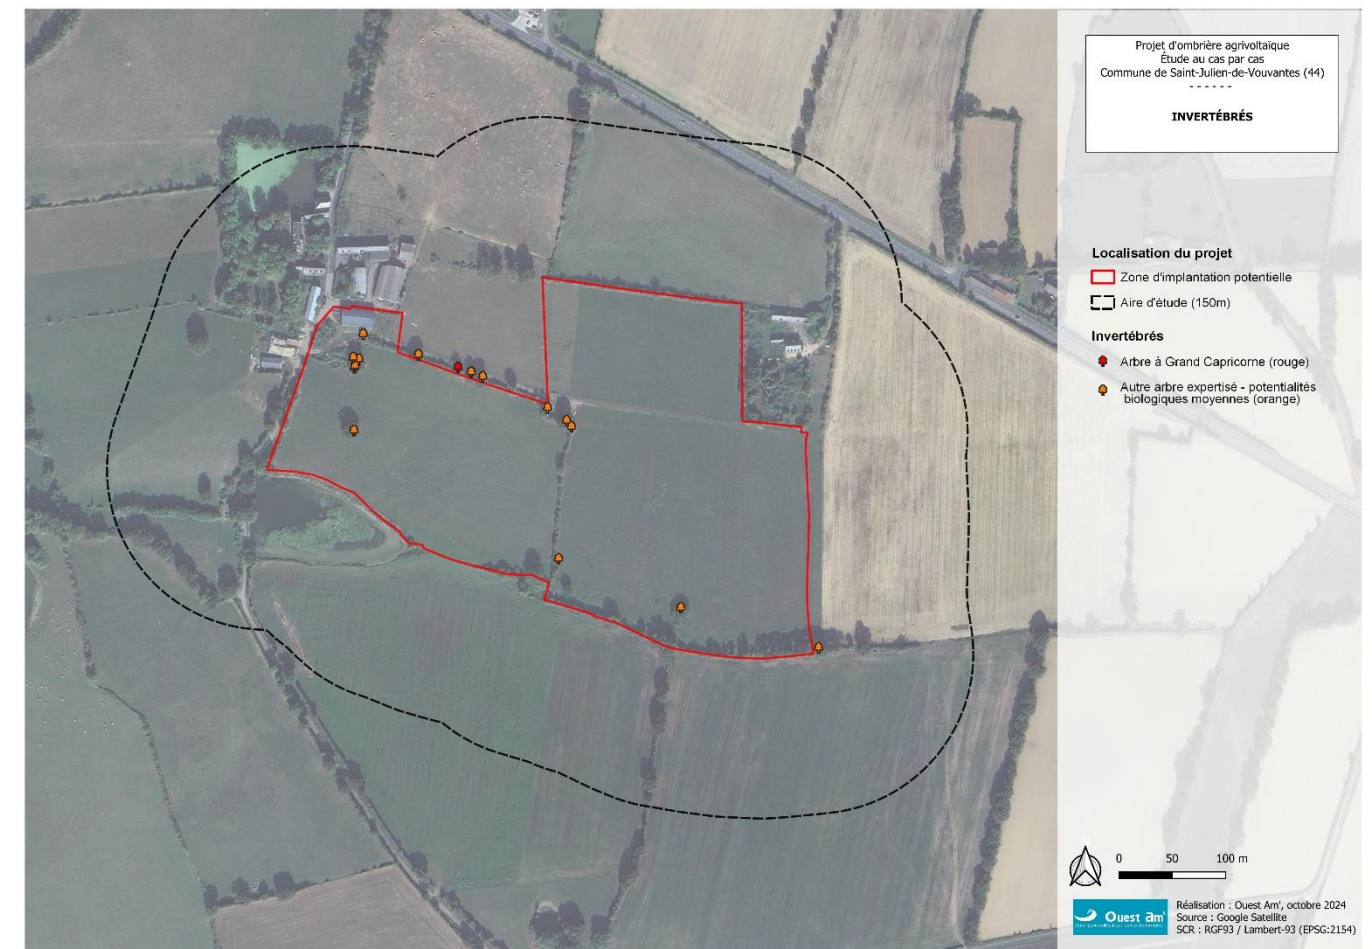 Projet d'ombrière agrivoltaïque
Étude au cas par cas
Commune de Saint-Julien-de-Vouvantes (44)
- - - - - -
INVERTÉBRÉS
Localisation du projet
Zone d'implantation potentielle
Aire d'étude (150m)
Invertébrés
Arbre à Grand Capricorne (rouge)
Autre arbre expertisé - potentialités
biologiques moyennes (orange)
0 50 100 m
Ouest am'
Réalisation : Ouest Am', octobre 2024
Source : Google Satellite
SCR : RGF93 / Lambert-93 (EPSG:2154)